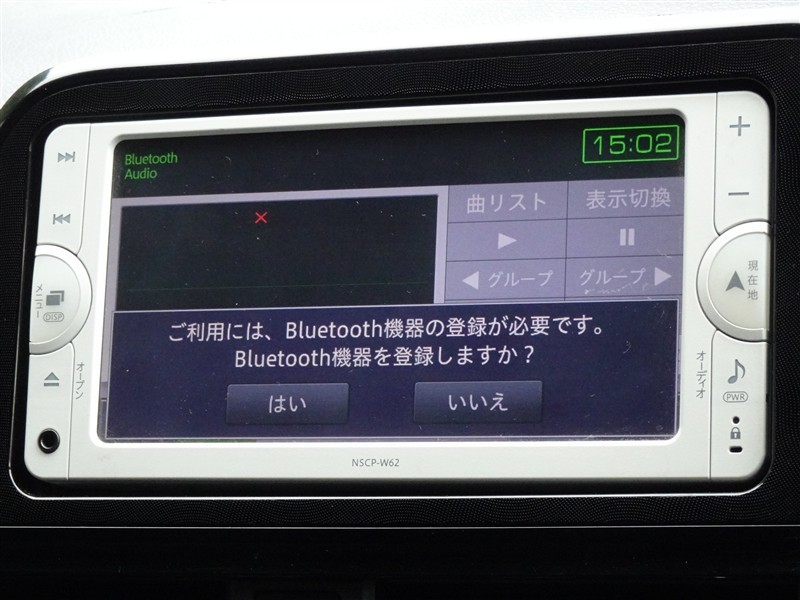 Bluetooth
Audio
15:02
曲リスト
表示切換
◀ グループ
グループ ▶
ご利用には、Bluetooth機器の登録が必要です。
Bluetooth機器を登録しますか?
はい
いいえ
メニュー
DISP
オープン
+
−
現在地
オーディオ
PWR
NSCP-W62